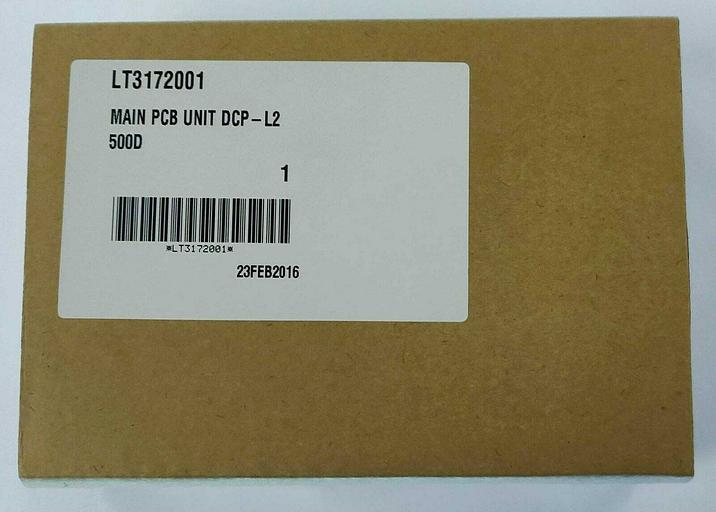 LT3172001
MAIN PCB UNIT DCP-L2
500D
1
*LT3172001*
23FEB2016